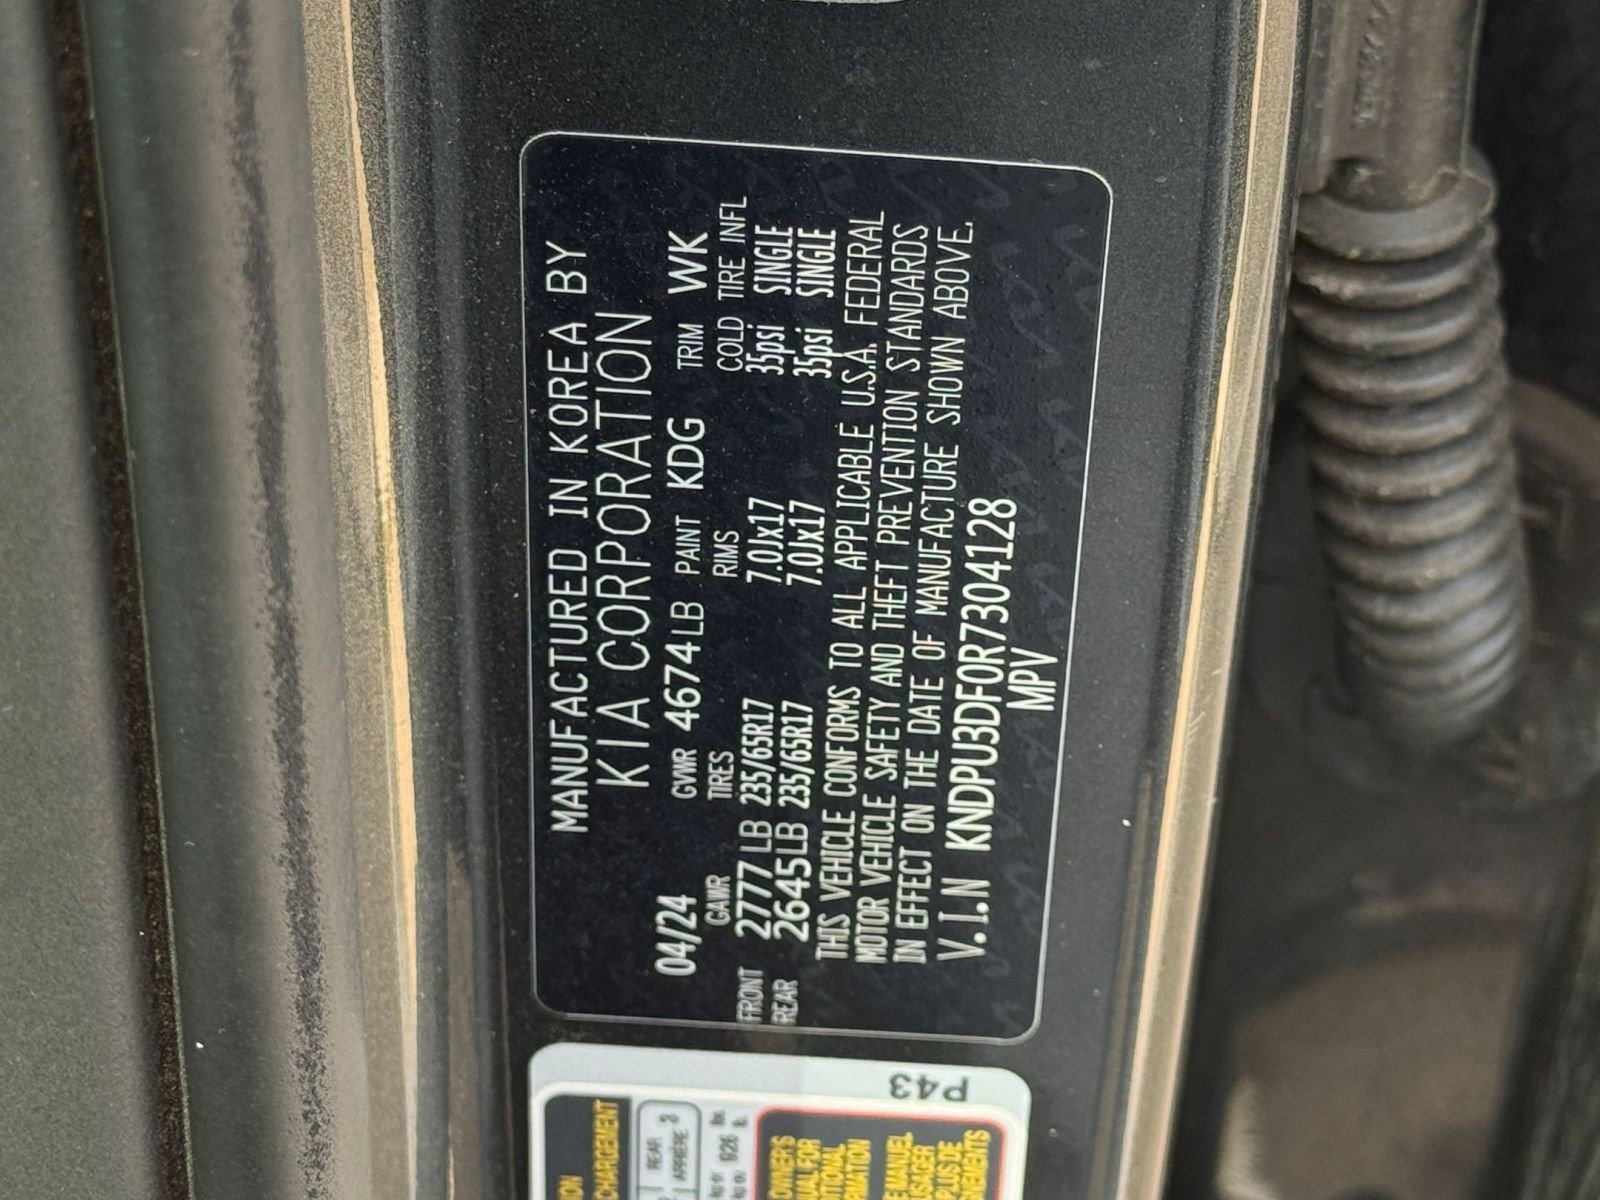 MANUFACTURED IN KOREA BY
KIA CORPORATION
04/24 GVWR 4674LB PAINT KDG TRIM WK
GAWR TIRES RIMS COLD TIRE INFL
FRONT 2777LB 235/65R17 7.0Jx17 35psi SINGLE
REAR 2645LB 235/65R17 7.0Jx17 35psi SINGLE
THIS VEHICLE CONFORMS TO ALL APPLICABLE U.S.A. FEDERAL
MOTOR VEHICLE SAFETY AND THEFT PREVENTION STANDARDS
IN EFFECT ON THE DATE OF MANUFACTURE SHOWN ABOVE.
V.I.N KNDPU3DF0R7304128
MPV
P43
REAR
ARRIÈRE 3